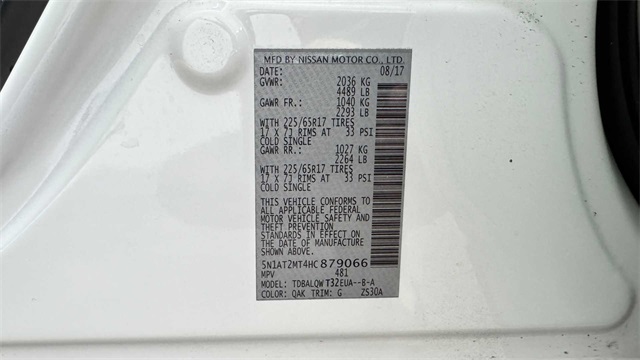 MFD BY NISSAN MOTOR CO., LTD.
DATE: 08/17
GVWR: 2036 KG
4489 LB
GAWR FR.: 1040 KG
2293 LB
WITH 225/65R17 TIRES
17 X 7J RIMS AT 33 PSI
COLD SINGLE
GAWR RR.: 1027 KG
2264 LB
WITH 225/65R17 TIRES
17 X 7J RIMS AT 33 PSI
COLD SINGLE
THIS VEHICLE CONFORMS TO
ALL APPLICABLE FEDERAL
MOTOR VEHICLE SAFETY AND
THEFT PREVENTION
STANDARDS IN EFFECT ON
THE DATE OF MANUFACTURE
SHOWN ABOVE.
5N1AT2MT4HC879066
MPV 481
MODEL: TDBALQWT32EUA--B-A
COLOR: QAK TRIM: G ZS30A